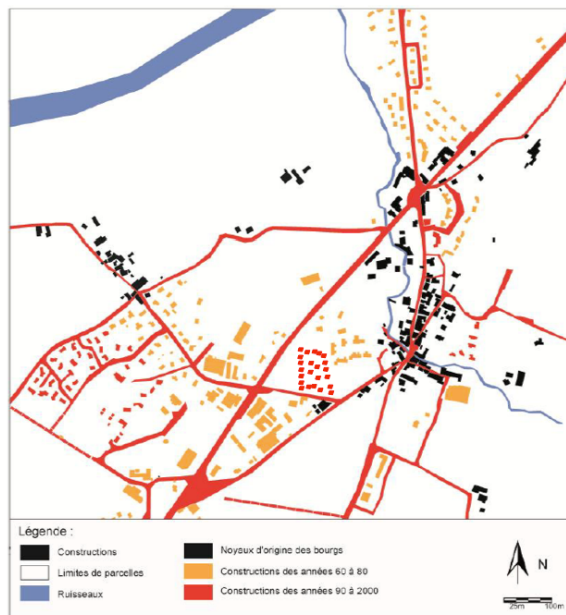 Légende :
Constructions
Limites de parcelles
Ruisseaux
Noyaux d'origine des bourgs
Constructions des années 60 à 80
Constructions des années 90 à 2000
N
25m 100m